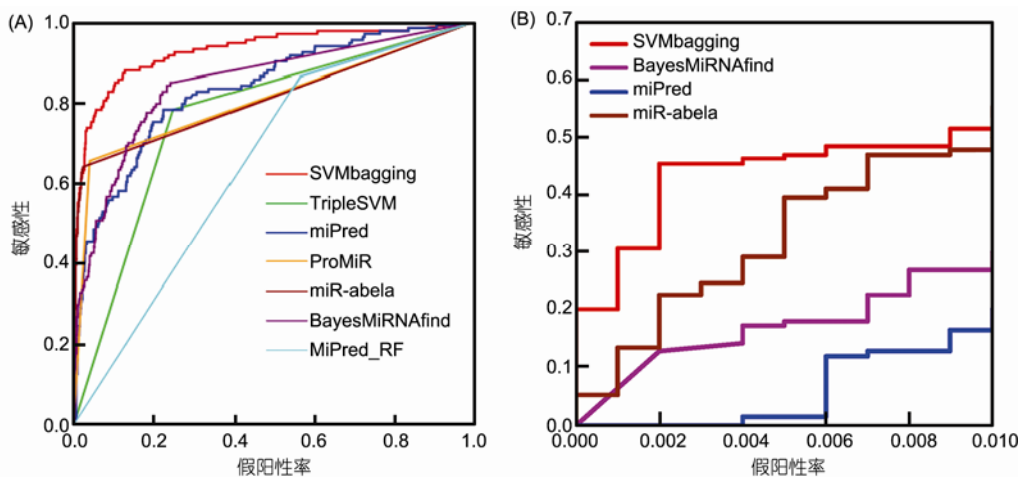 (A)
1.0
0.8
0.6
0.4
0.2
0.0
敏感性
SVMbagging
TripleSVM
miPred
ProMiR
miR-abela
BayesMiRNAfind
MiPred_RF
0.0
0.2
0.4
0.6
0.8
1.0
假阳性率
(B)
0.7
0.6
0.5
0.4
0.3
0.2
0.1
敏感性
SVMbagging
BayesMiRNAfind
miPred
miR-abela
0.000
0.002
0.004
0.006
0.008
0.010
假阳性率